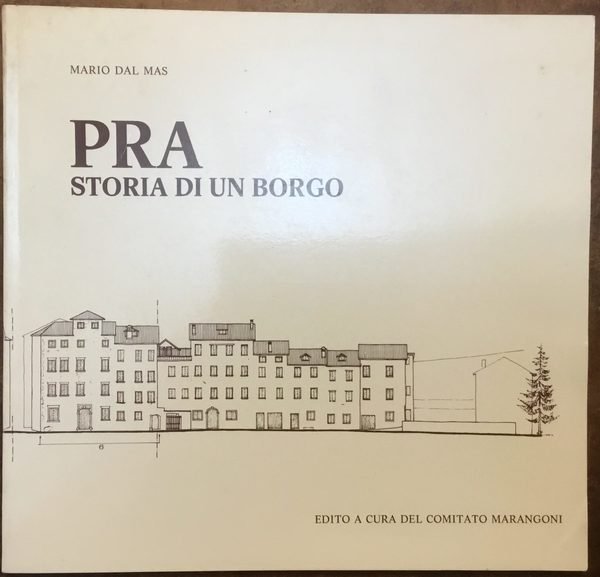 MARIO DAL MAS
PRA
STORIA DI UN BORGO
EDITO A CURA DEL COMITATO MARANGONI